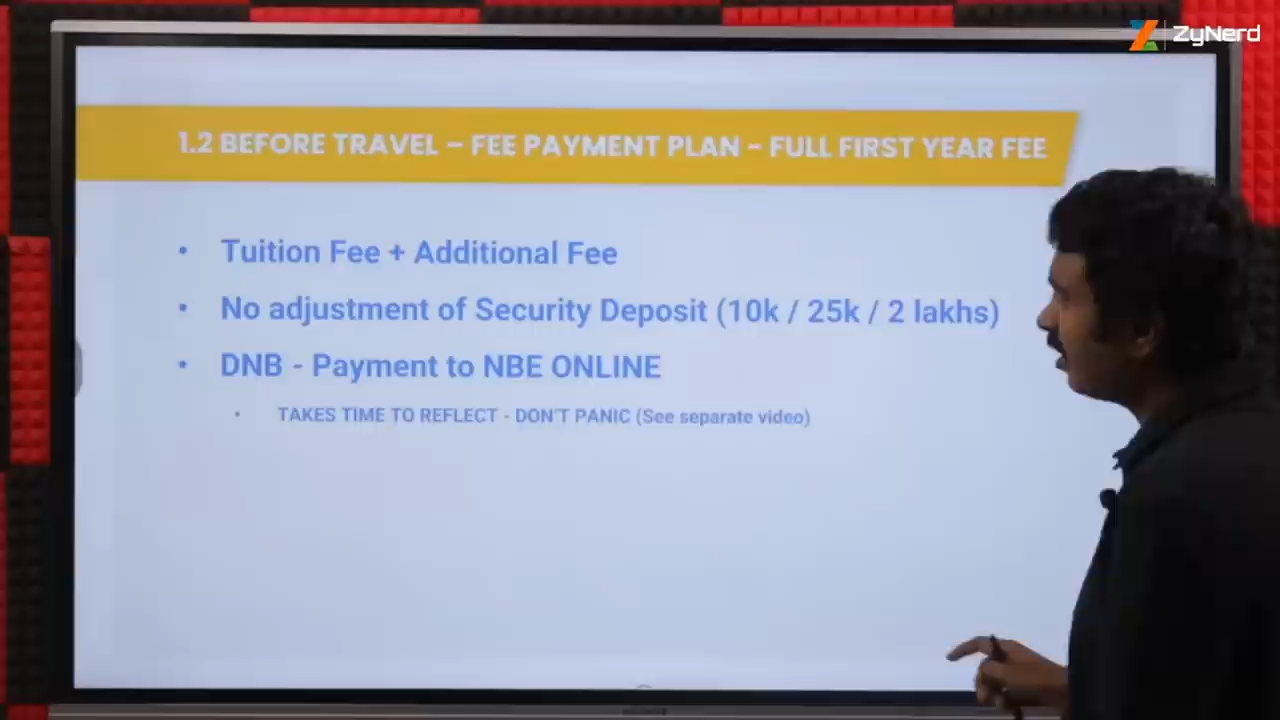 ZyNerd
1.2 BEFORE TRAVEL – FEE PAYMENT PLAN - FULL FIRST YEAR FEE
• Tuition Fee + Additional Fee
• No adjustment of Security Deposit (10k / 25k / 2 lakhs)
• DNB - Payment to NBE ONLINE
• TAKES TIME TO REFLECT - DON'T PANIC (See separate video)